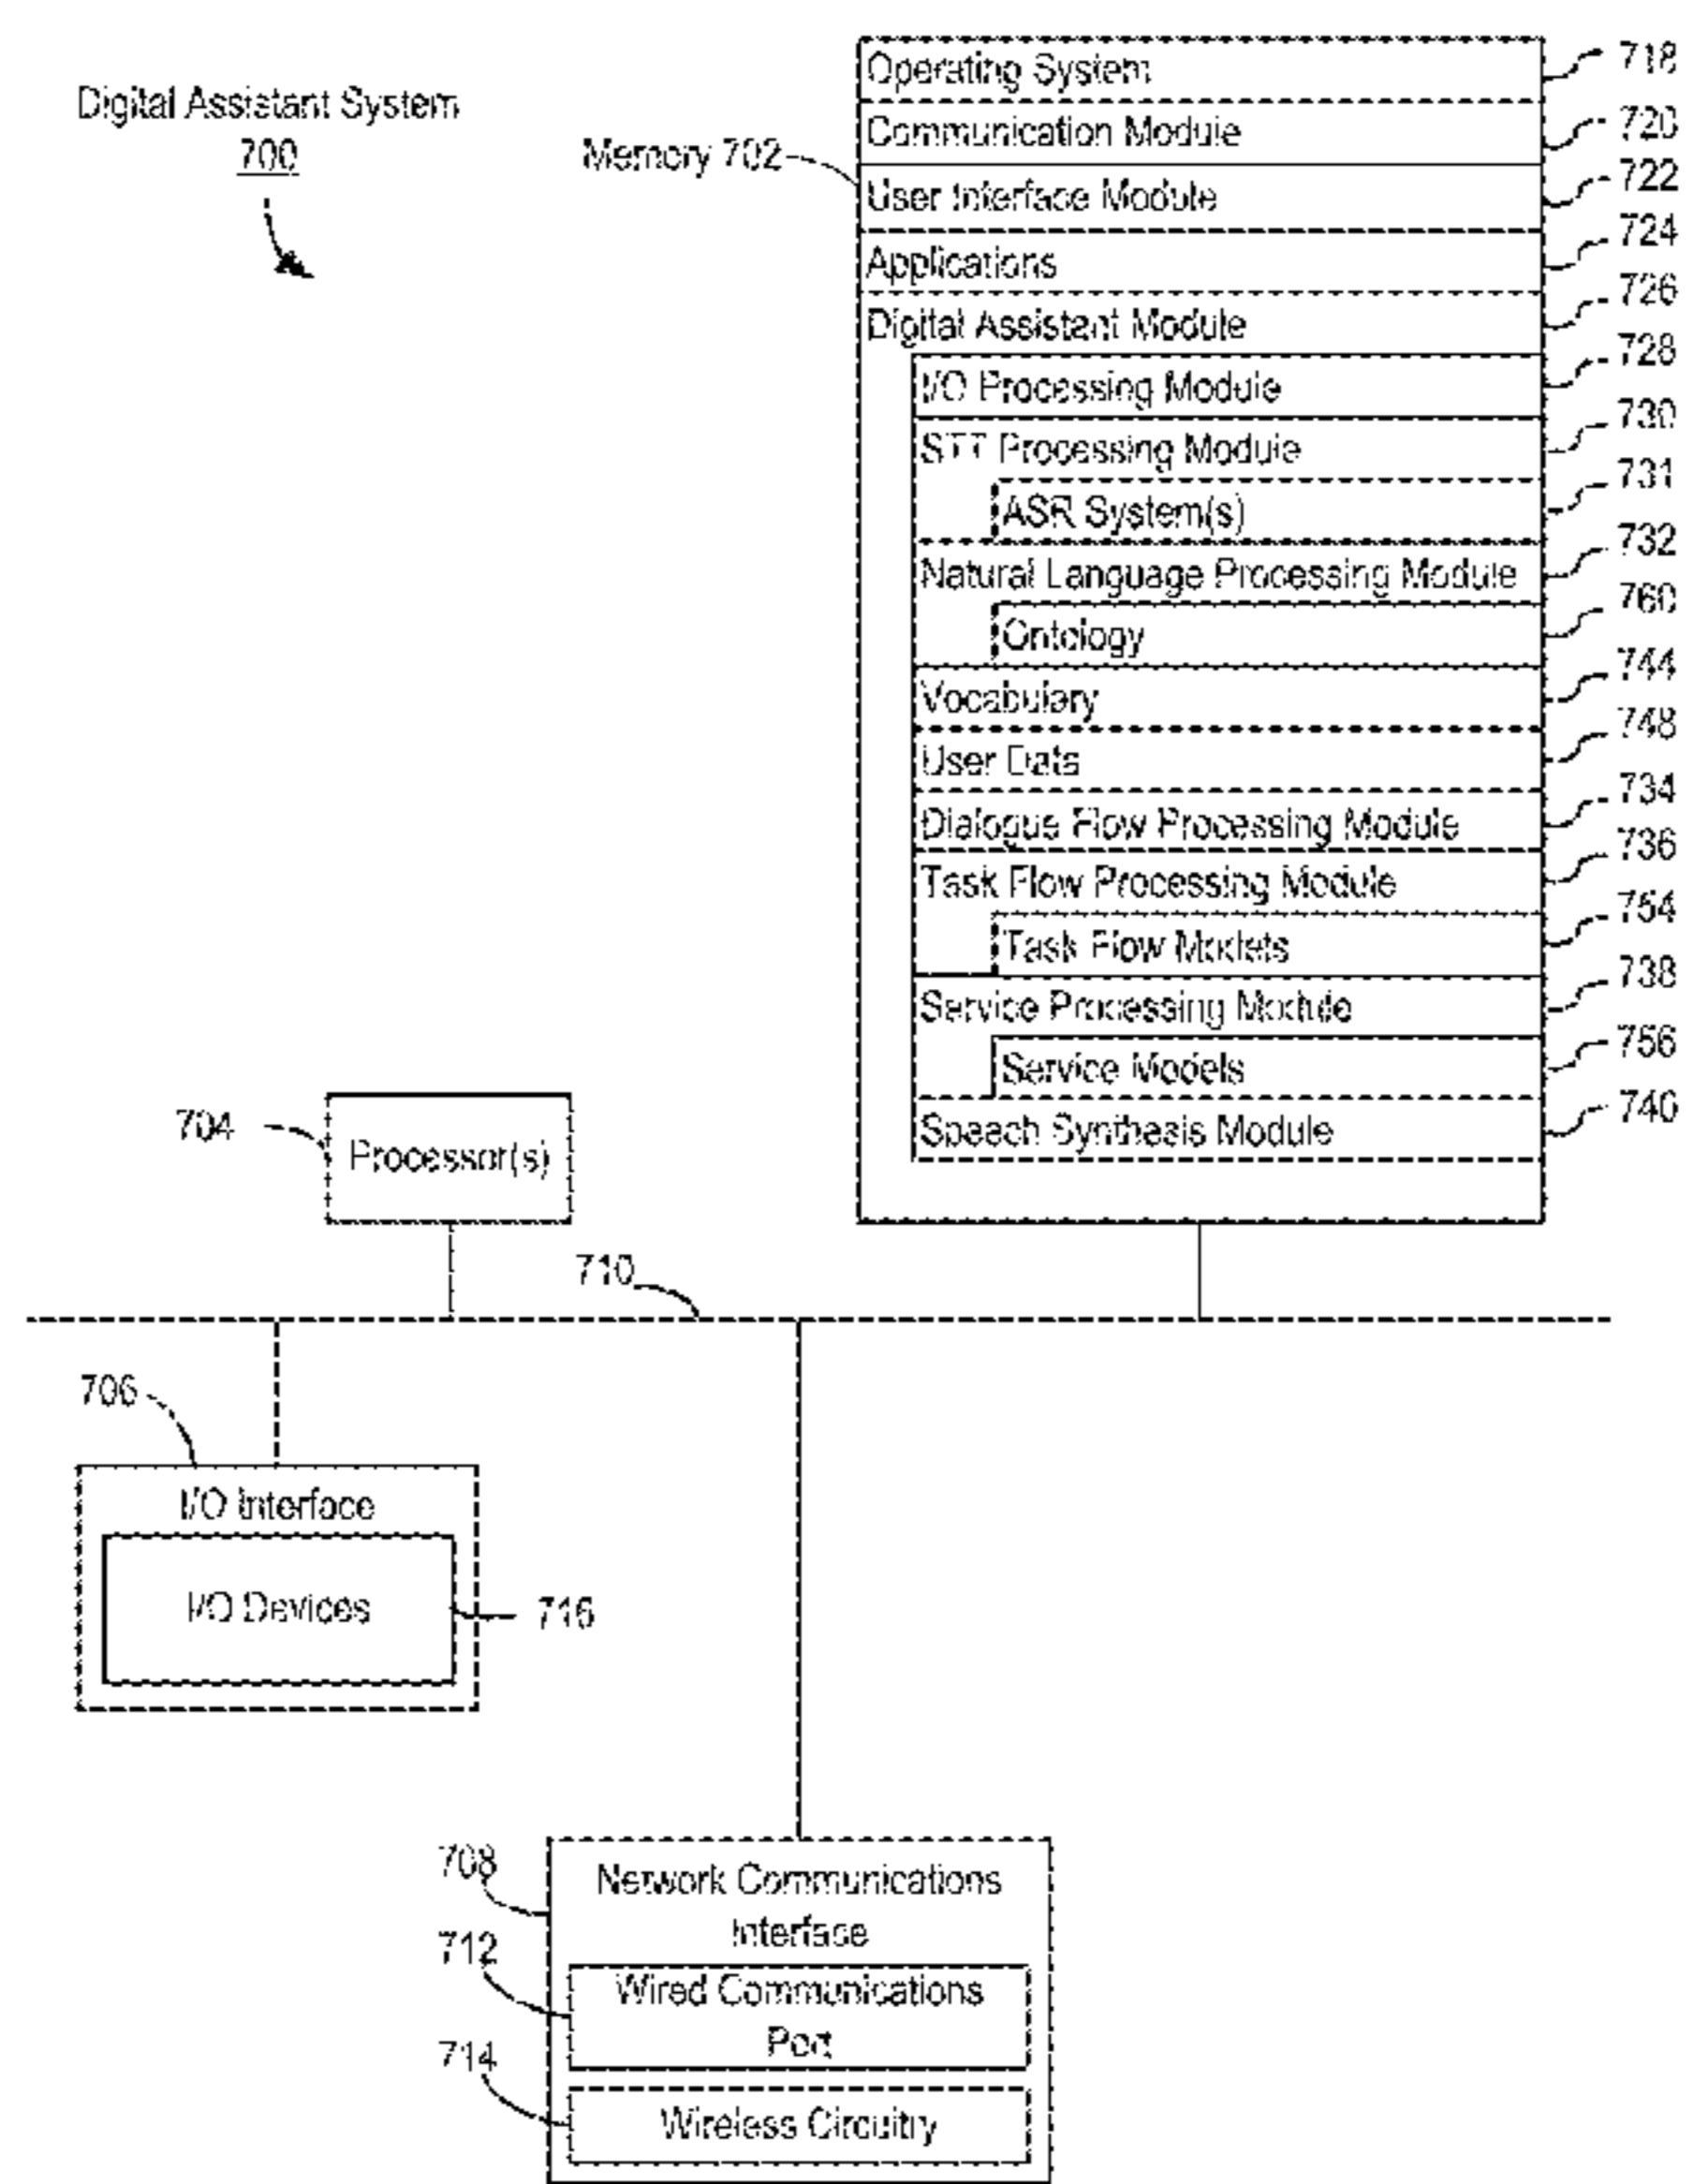 Digital Assistant System
700
Memory 702
Operating System 718
Communication Module 720
User Interface Module 722
Applications 724
Digital Assistant Module 726
I/O Processing Module 728
STT Processing Module 730
ASR System(s) 731
Natural Language Processing Module 732
Ontology 760
Vocabulary 744
User Data 748
Dialogue Flow Processing Module 734
Task Flow Processing Module 736
Task Flow Models 754
Service Processing Module 738
Service Models 756
Speech Synthesis Module 740
704
Processor(s)
710
706
I/O Interface
I/O Devices 716
708
Network Communications
Interface
712
Wired Communications
Port
714
Wireless Circuitry